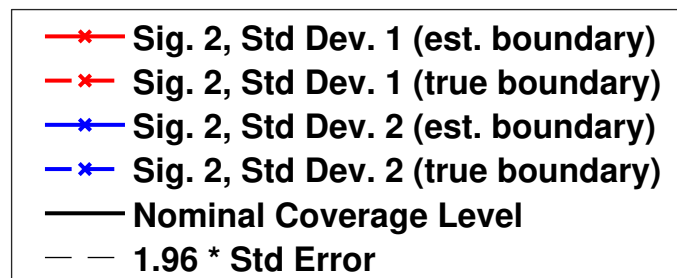 Sig. 2, Std Dev. 1 (est. boundary)
Sig. 2, Std Dev. 1 (true boundary)
Sig. 2, Std Dev. 2 (est. boundary)
Sig. 2, Std Dev. 2 (true boundary)
Nominal Coverage Level
1.96 * Std Error